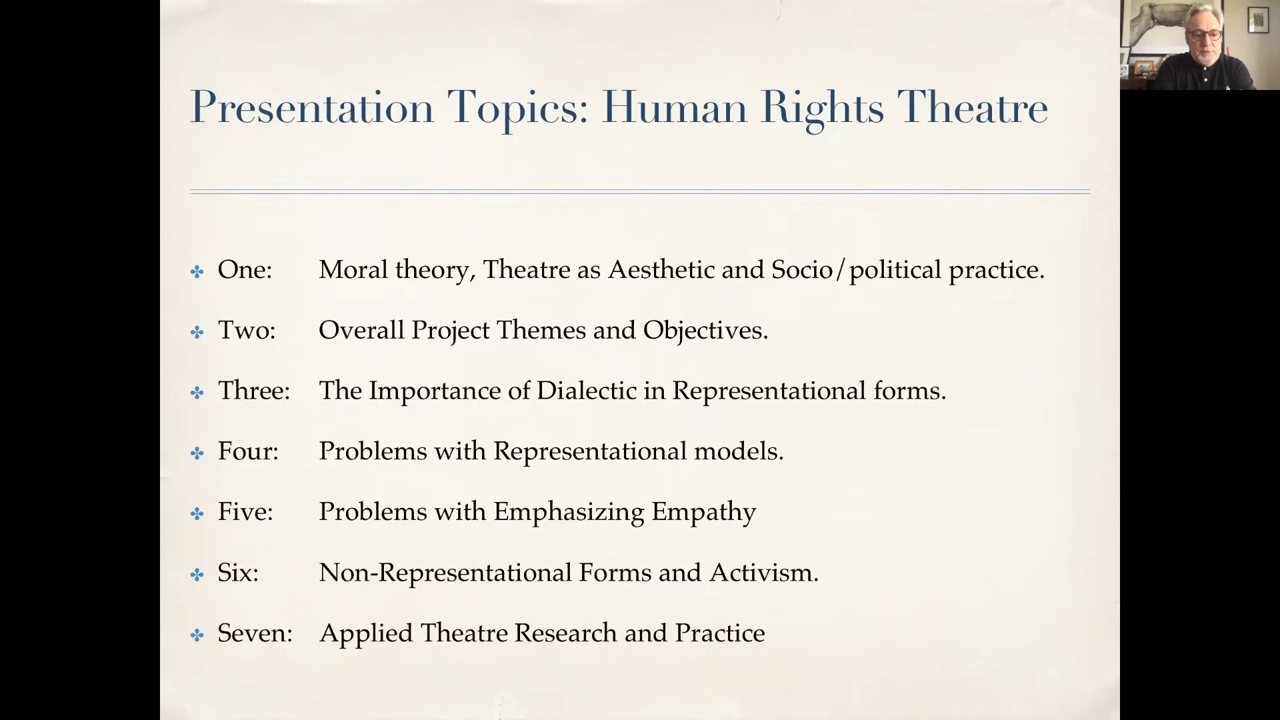 Presentation Topics: Human Rights Theatre
One: Moral theory, Theatre as Aesthetic and Socio/political practice.
Two: Overall Project Themes and Objectives.
Three: The Importance of Dialectic in Representational forms.
Four: Problems with Representational models.
Five: Problems with Emphasizing Empathy
Six: Non-Representational Forms and Activism.
Seven: Applied Theatre Research and Practice